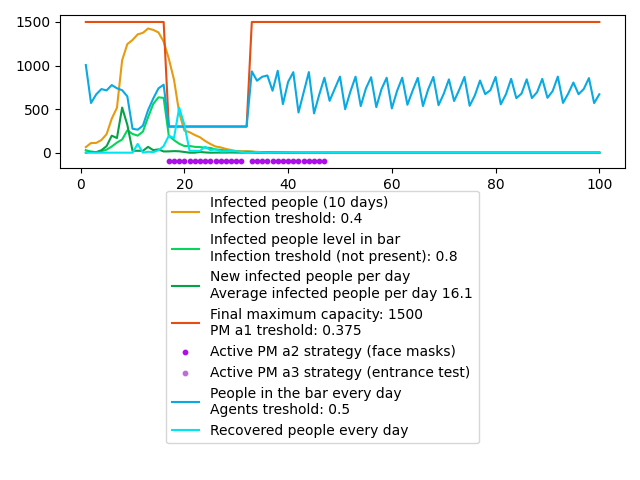 1500
1000
500
0
0 20 40 60 80 100
Infected people (10 days)
Infection treshold: 0.4
Infected people level in bar
Infection treshold (not present): 0.8
New infected people per day
Average infected people per day 16.1
Final maximum capacity: 1500
PM a1 treshold: 0.375
Active PM a2 strategy (face masks)
Active PM a3 strategy (entrance test)
People in the bar every day
Agents treshold: 0.5
Recovered people every day